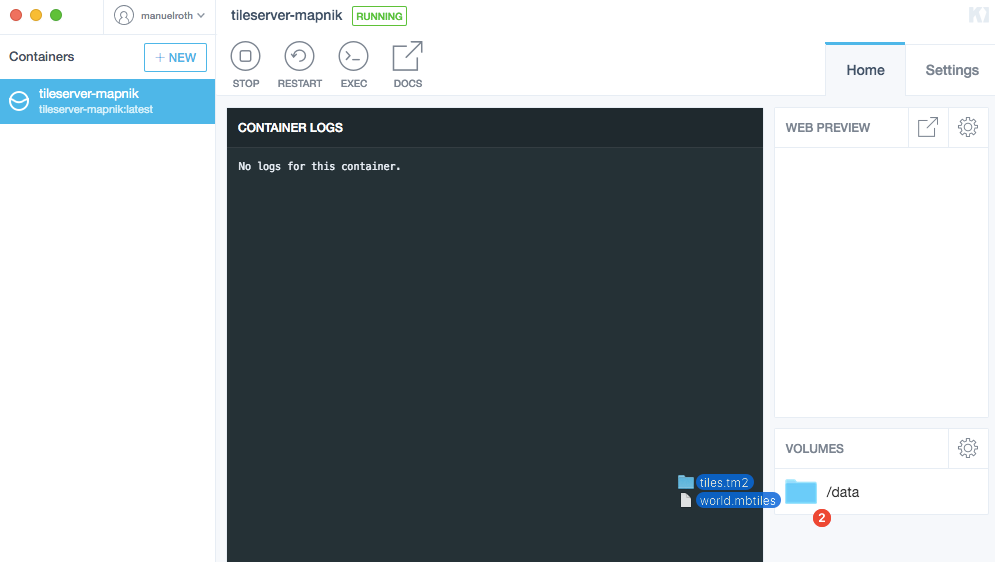 manuelroth
tileserver-mapnik RUNNING
Containers
+ NEW
tileserver-mapnik
tileserver-mapnik:latest
STOP
RESTART
EXEC
DOCS
Home
Settings
CONTAINER LOGS
No logs for this container.
WEB PREVIEW
VOLUMES
/data
tiles.tm2
world.mbtiles
2